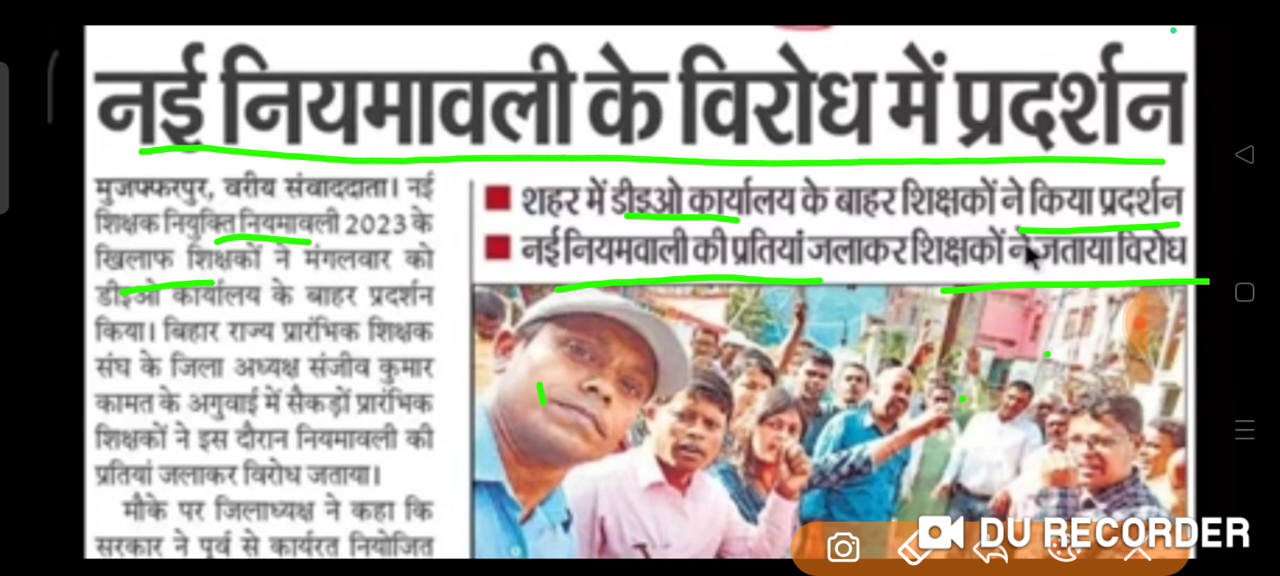 नई नियमावली के विरोध में प्रदर्शन
मुजफ्फरपुर, वरीय संवाददाता। नई
शिक्षक नियुक्ति नियमावली 2023 के
खिलाफ शिक्षकों ने मंगलवार को
डीइओ कार्यालय के बाहर प्रदर्शन
किया। बिहार राज्य प्रारंभिक शिक्षक
संघ के जिला अध्यक्ष संजीव कुमार
कामत के अगुवाई में सैकड़ों प्रारंभिक
शिक्षकों ने इस दौरान नियमावली की
प्रतियां जलाकर विरोध जताया।
मौके पर जिलाध्यक्ष ने कहा कि
सरकार ने पूर्व से कार्यरत नियोजित
शहर में डीइओ कार्यालय के बाहर शिक्षकों ने किया प्रदर्शन
नई नियमवाली की प्रतियां जलाकर शिक्षकों ने जताया विरोध
DU RECORDER